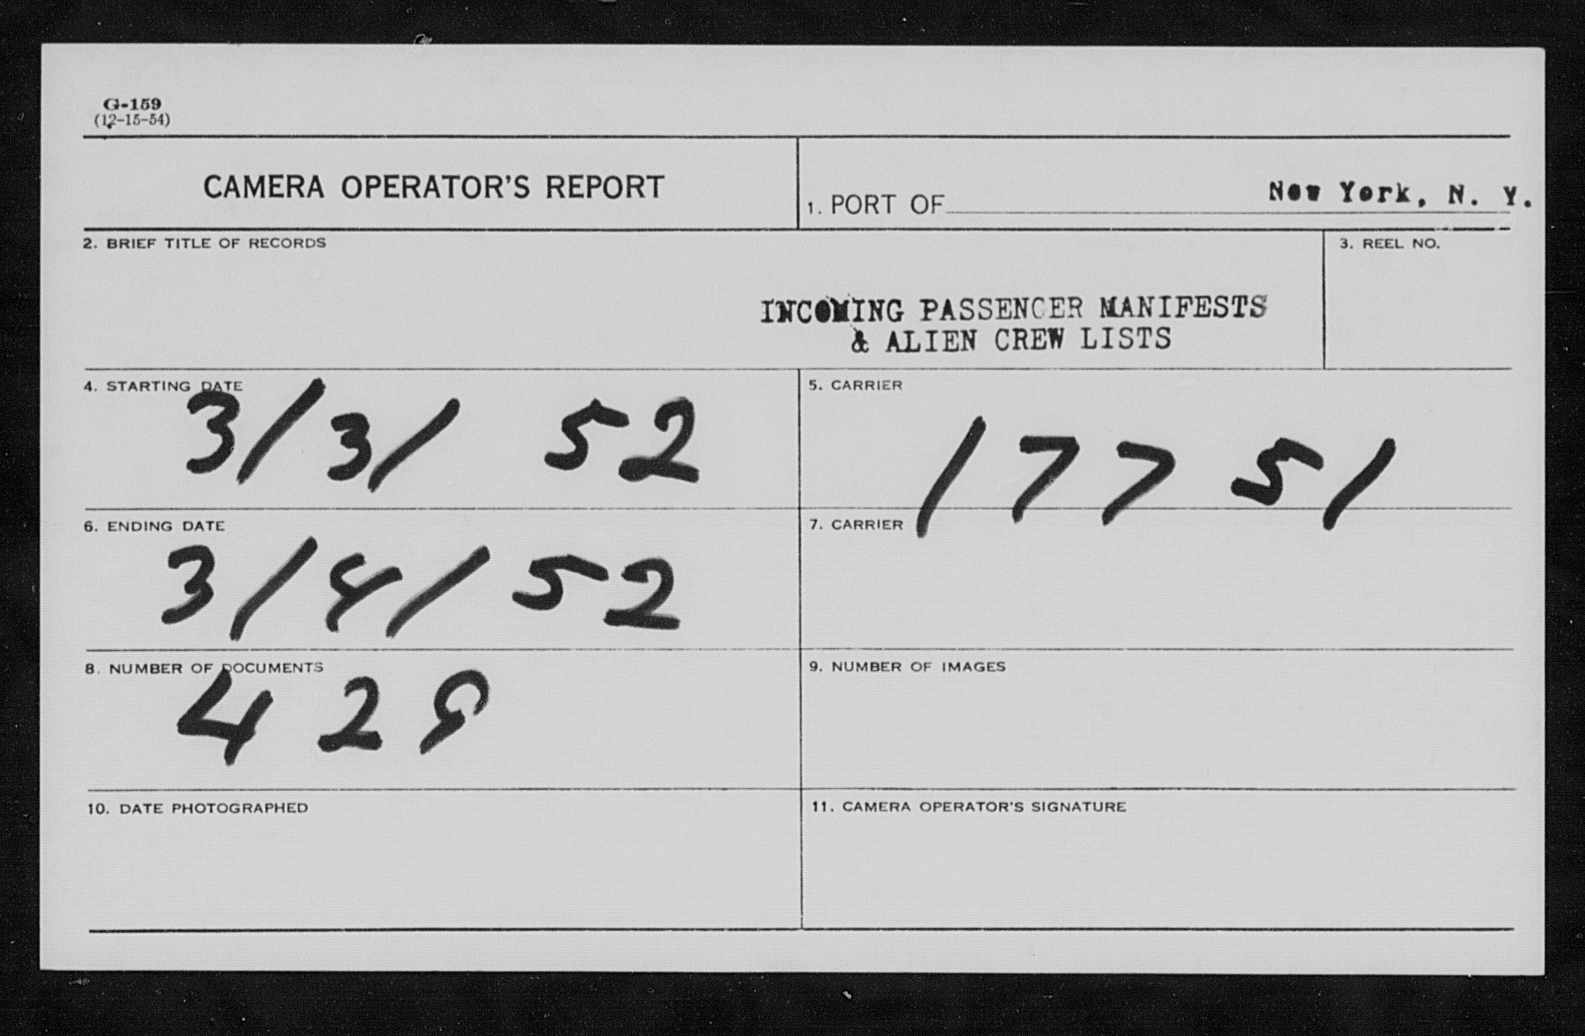 G-159
(12-15-54)
CAMERA OPERATOR'S REPORT
1. PORT OF New York, N. Y.
2. BRIEF TITLE OF RECORDS
3. REEL NO.
INCOMING PASSENGER MANIFESTS
& ALIEN CREW LISTS
4. STARTING DATE
3/3/ 52
5. CARRIER
17751
6. ENDING DATE
3/8/52
7. CARRIER
8. NUMBER OF DOCUMENTS
428
9. NUMBER OF IMAGES
10. DATE PHOTOGRAPHED
11. CAMERA OPERATOR'S SIGNATURE